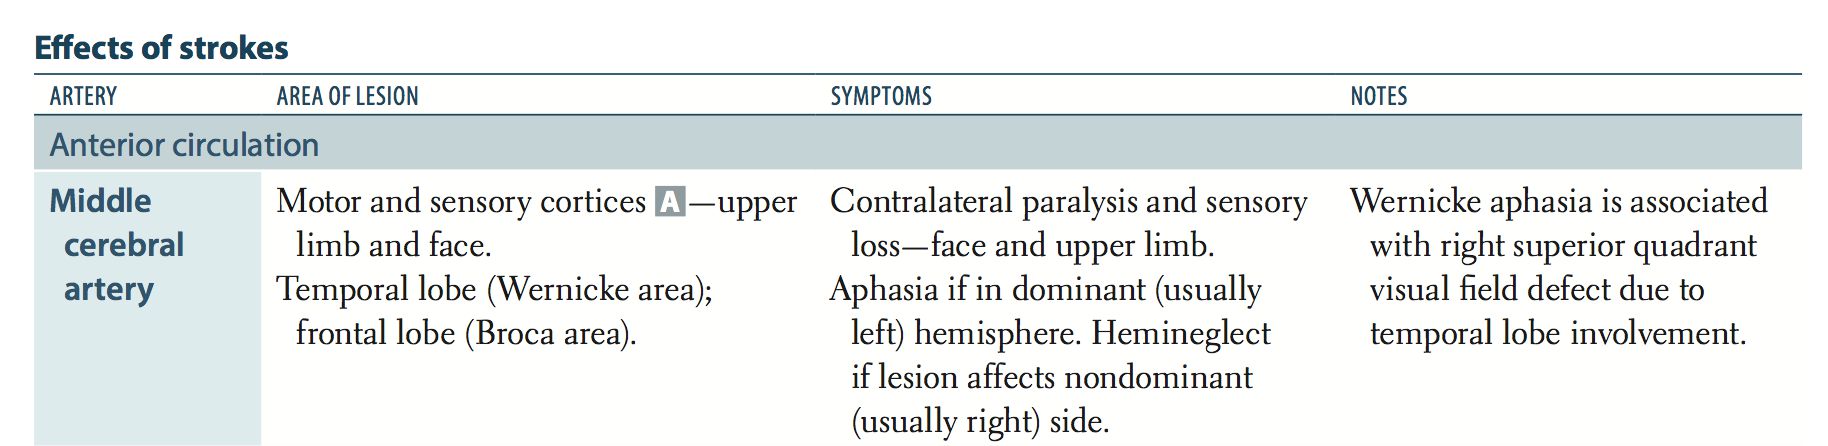 Effects of strokes
ARTERY AREA OF LESION SYMPTOMS NOTES
Anterior circulation
Middle
cerebral
artery
Motor and sensory cortices A—upper
limb and face.
Temporal lobe (Wernicke area);
frontal lobe (Broca area).
Contralateral paralysis and sensory
loss—face and upper limb.
Aphasia if in dominant (usually
left) hemisphere. Hemineglect
if lesion affects nondominant
(usually right) side.
Wernicke aphasia is associated
with right superior quadrant
visual field defect due to
temporal lobe involvement.